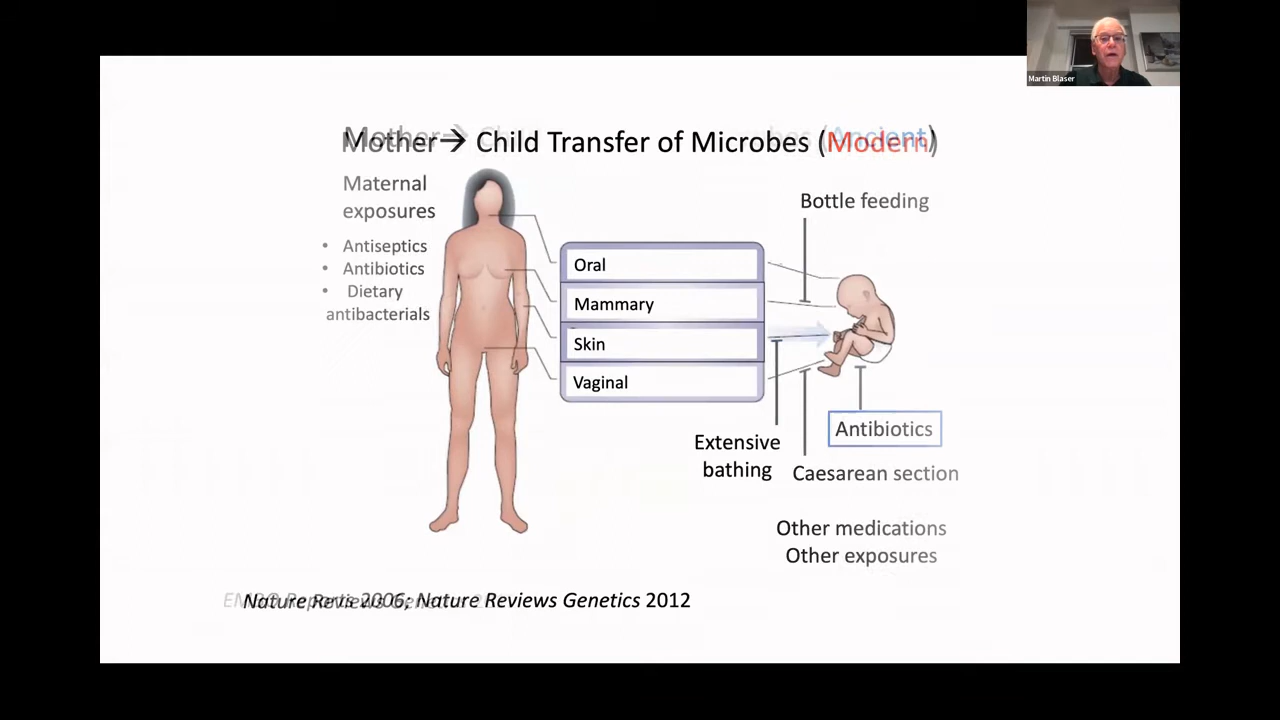 Martin Blaser
Mother→ Child Transfer of Microbes (Modern)
Maternal
exposures
• Antiseptics
• Antibiotics
• Dietary
antibacterials
Oral
Mammary
Skin
Vaginal
Bottle feeding
Antibiotics
Extensive
bathing
Caesarean section
Other medications
Other exposures
2006; Nature Reviews Genetics 2012